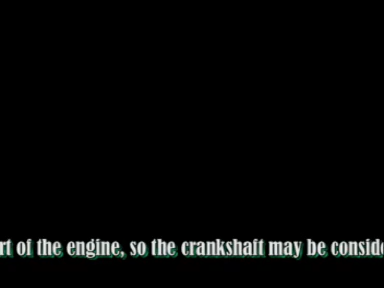 rt of the engine, so the crankshaft may be conside